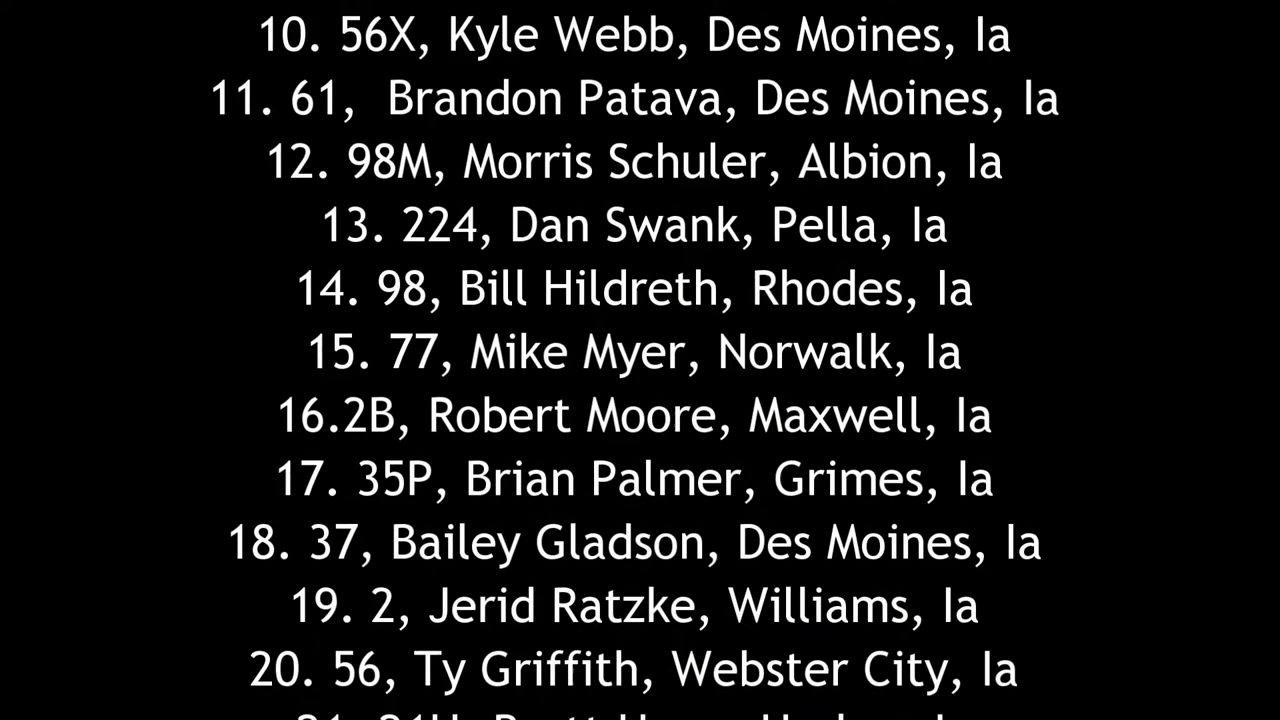 10. 56X, Kyle Webb, Des Moines, Ia
11. 61,  Brandon Patava, Des Moines, Ia
12. 98M, Morris Schuler, Albion, Ia
13. 224, Dan Swank, Pella, Ia
14. 98, Bill Hildreth, Rhodes, Ia
15. 77, Mike Myer, Norwalk, Ia
16.2B, Robert Moore, Maxwell, Ia
17. 35P, Brian Palmer, Grimes, Ia
18. 37, Bailey Gladson, Des Moines, Ia
19. 2, Jerid Ratzke, Williams, Ia
20. 56, Ty Griffith, Webster City, Ia